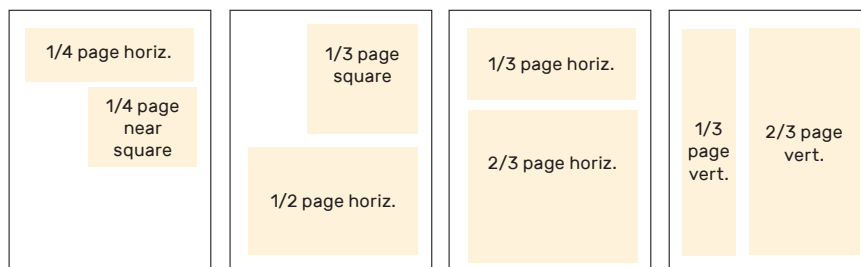 1/4 page horiz.
1/4 page
near
square
1/3 page
square
1/2 page horiz.
1/3 page horiz.
2/3 page horiz.
1/3
page
vert.
2/3 page
vert.